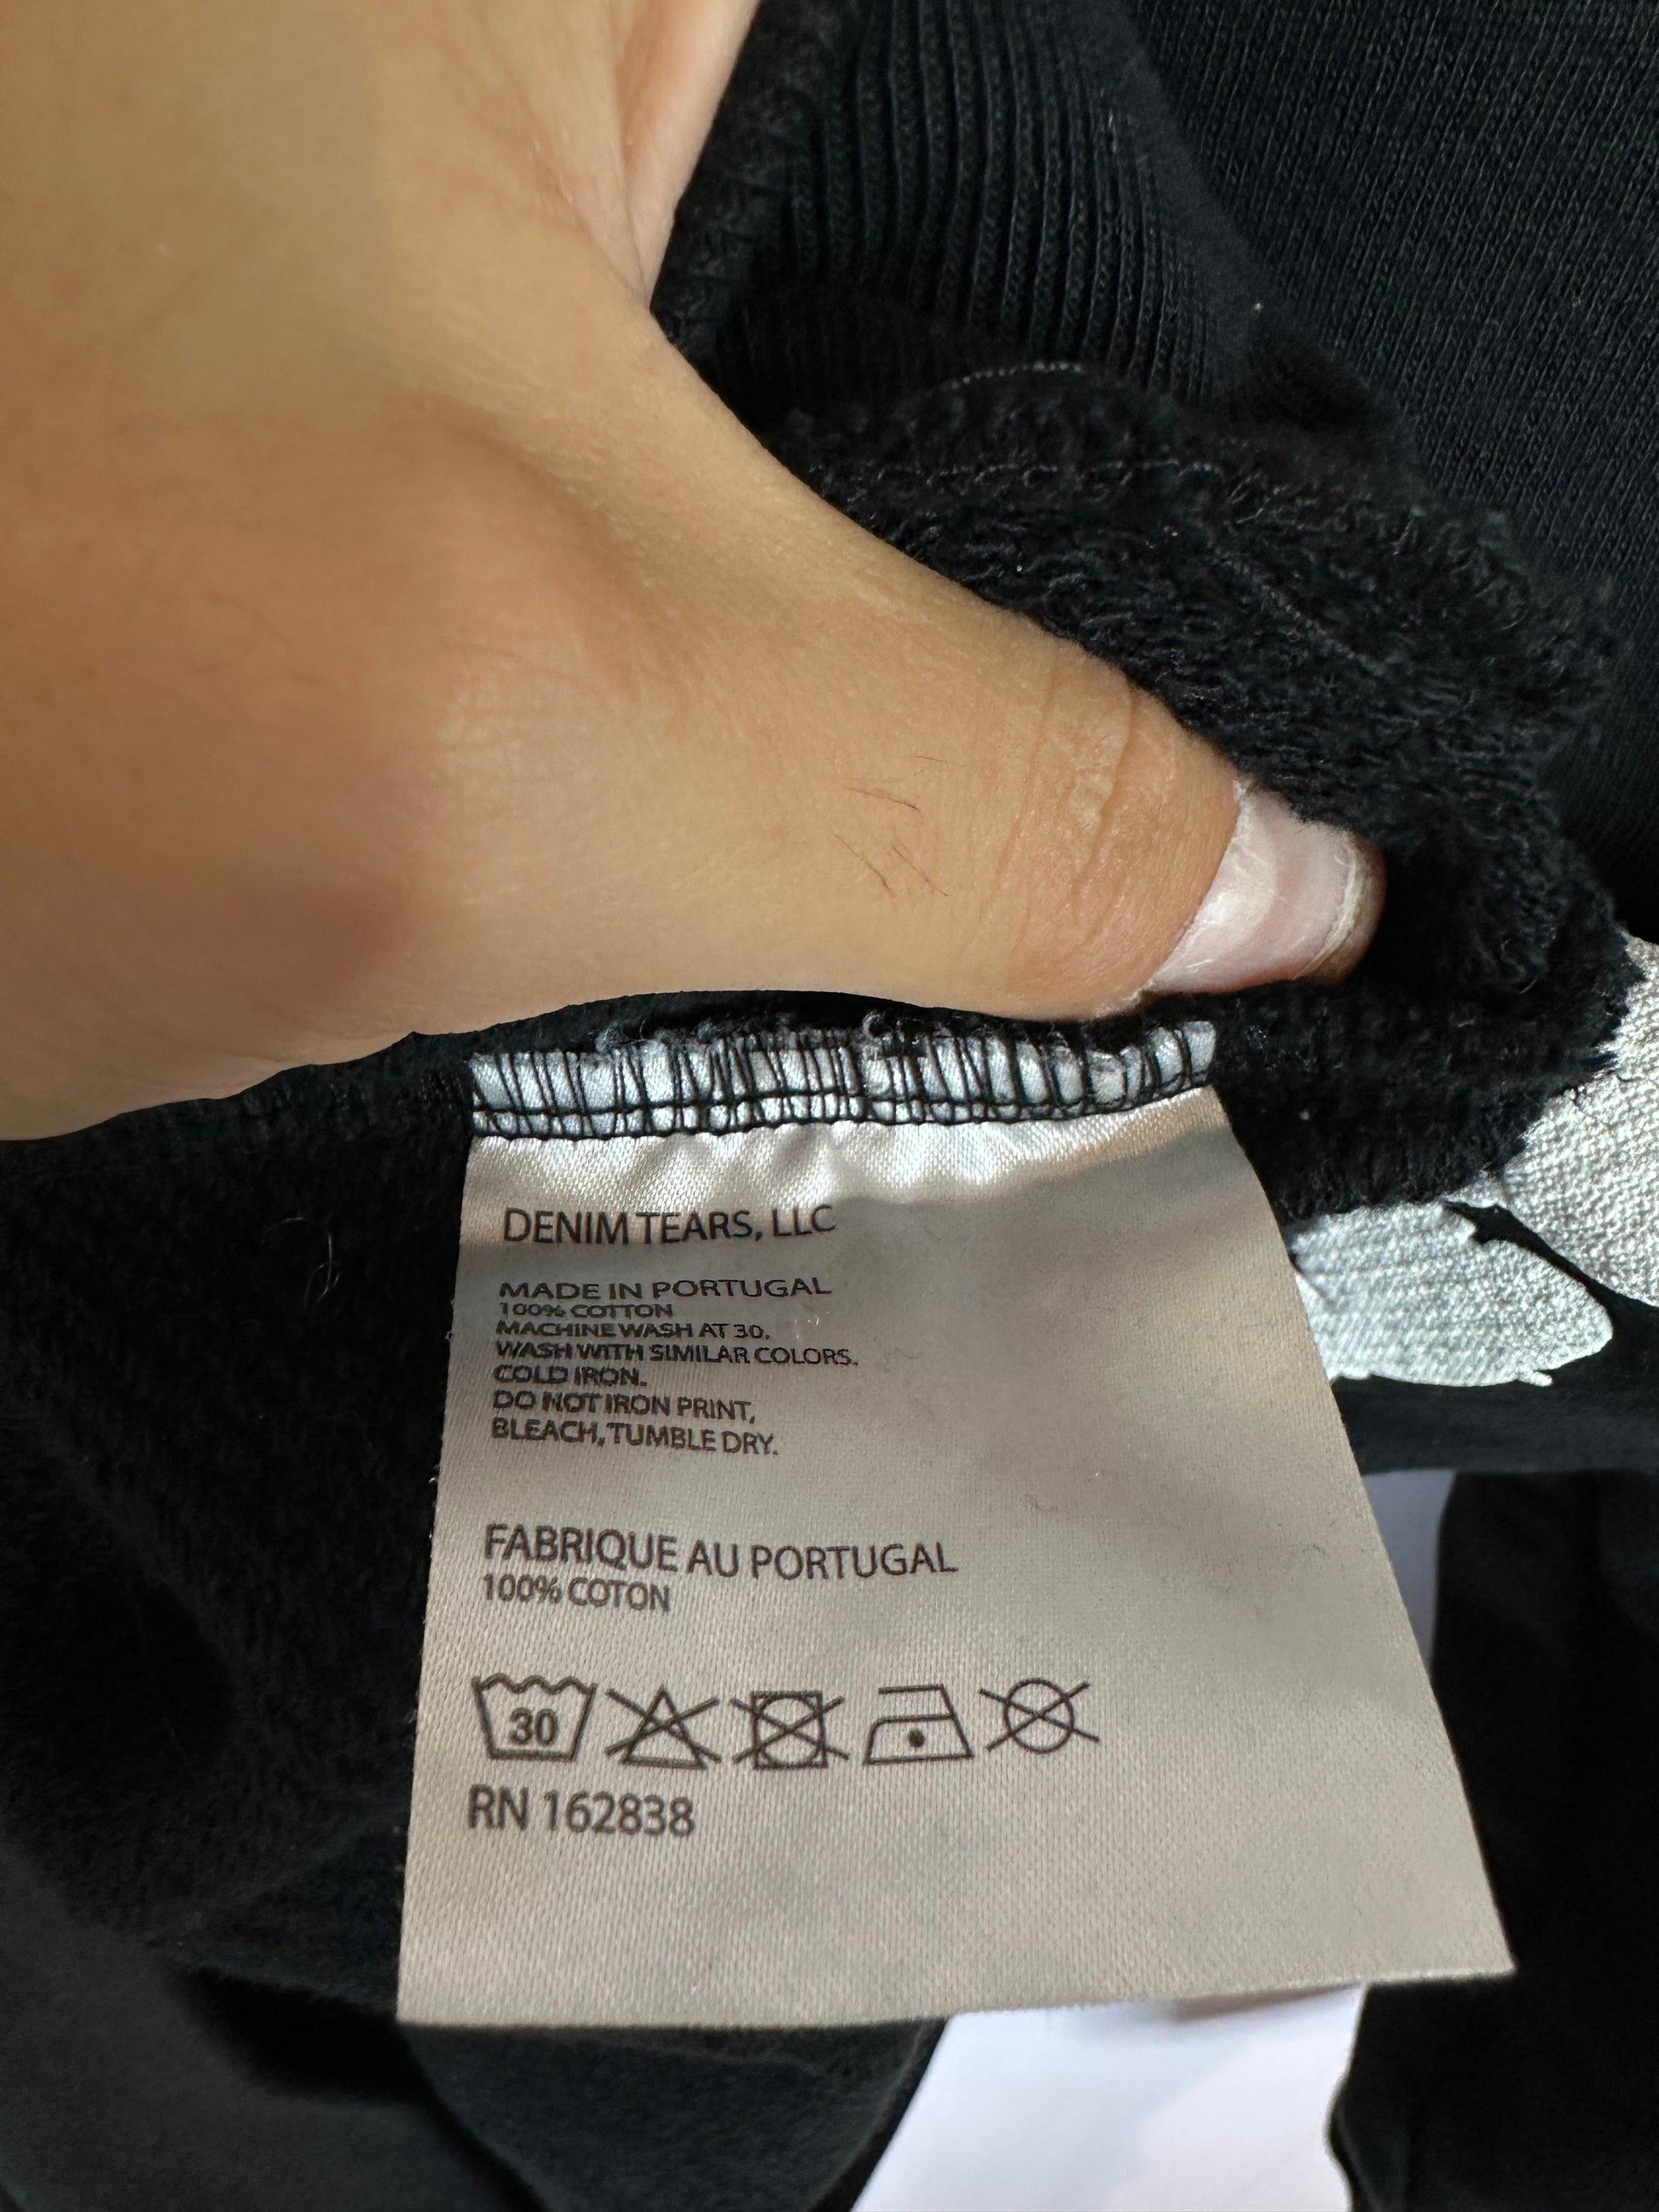 DENIM TEARS, LLC
MADE IN PORTUGAL
100% COTTON
MACHINE WASH AT 30.
WASH WITH SIMILAR COLORS.
COLD IRON.
DO NOT IRON PRINT,
BLEACH, TUMBLE DRY.
FABRIQUE AU PORTUGAL
100% COTON
30
RN 162838